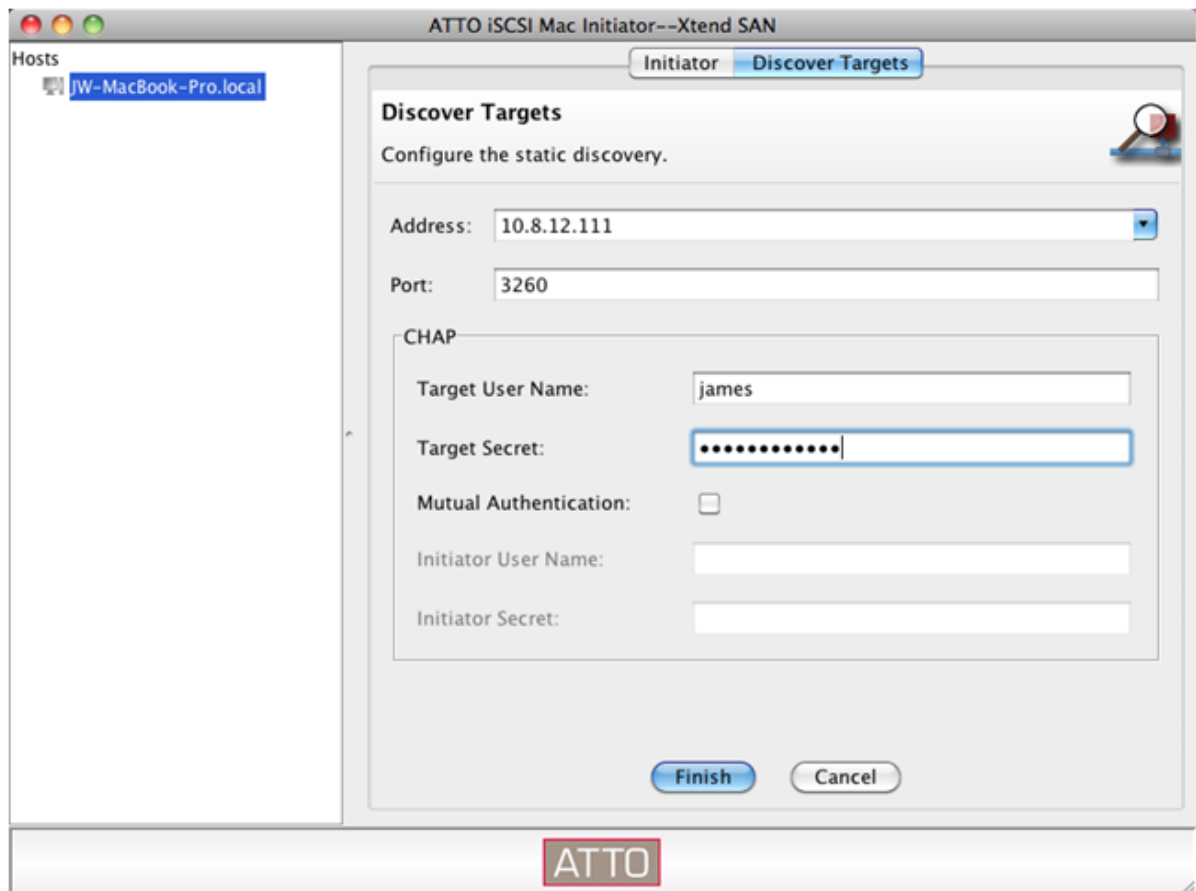 ATTO iSCSI Mac Initiator--Xtend SAN
Hosts
JW-MacBook-Pro.local
Initiator
Discover Targets
Discover Targets
Configure the static discovery.
Address: 10.8.12.111
Port: 3260
CHAP
Target User Name: james
Target Secret: ••••••••••••
Mutual Authentication:
Initiator User Name:
Initiator Secret:
Finish
Cancel
ATTO